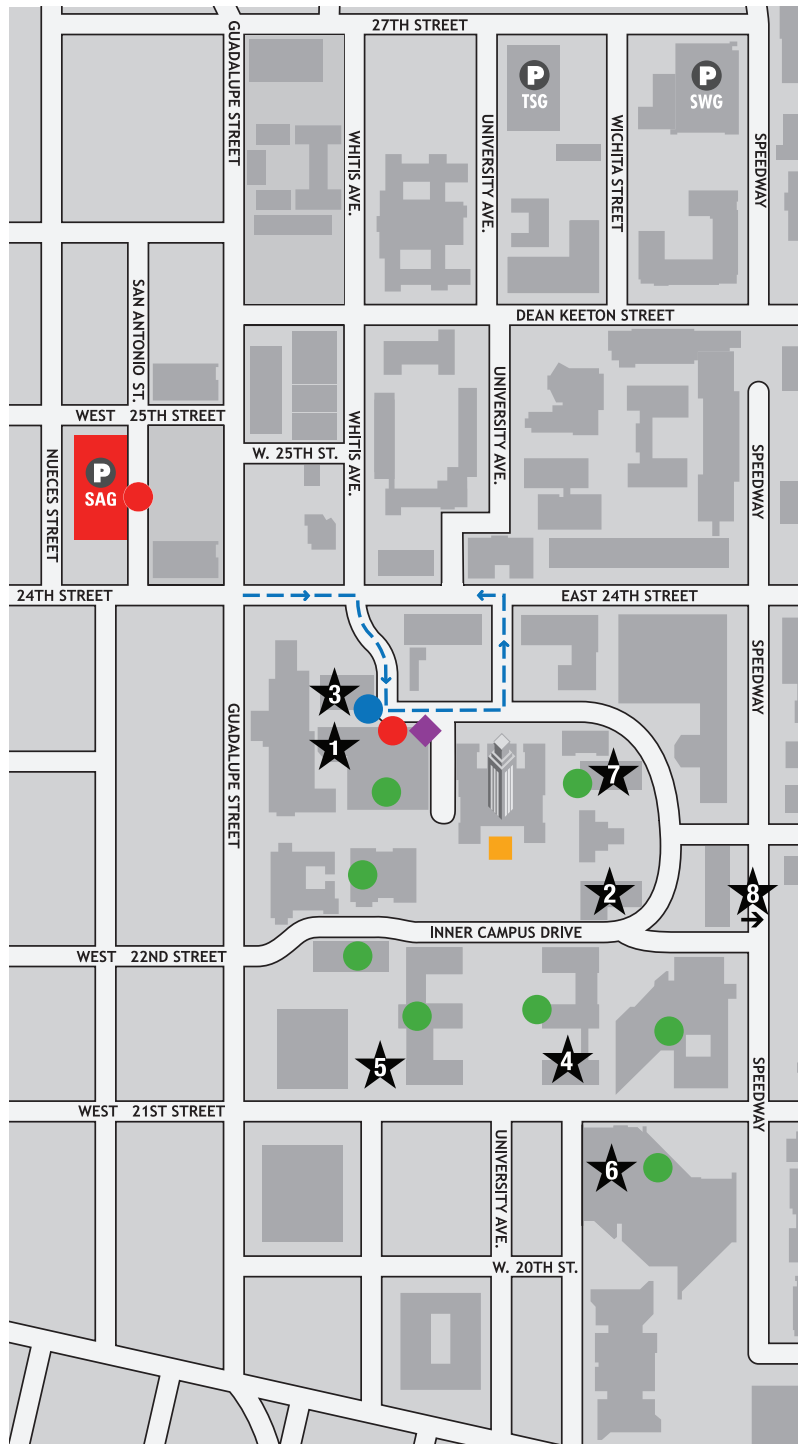 27TH STREET
GUADALUPE STREET
P
TSG
P
SWG
WHITIS AVE.
UNIVERSITY AVE.
WICHITA STREET
SPEEDWAY
SAN ANTONIO ST.
DEAN KEETON STREET
WEST 25TH STREET
WHITIS AVE.
UNIVERSITY AVE.
W. 25TH ST.
SPEEDWAY
NUECES STREET
P
SAG
24TH STREET
EAST 24TH STREET
SPEEDWAY
3
GUADALUPE STREET
1
7
2
8
INNER CAMPUS DRIVE
WEST 22ND STREET
5
4
SPEEDWAY
WEST 21ST STREET
UNIVERSITY AVE.
6
W. 20TH ST.